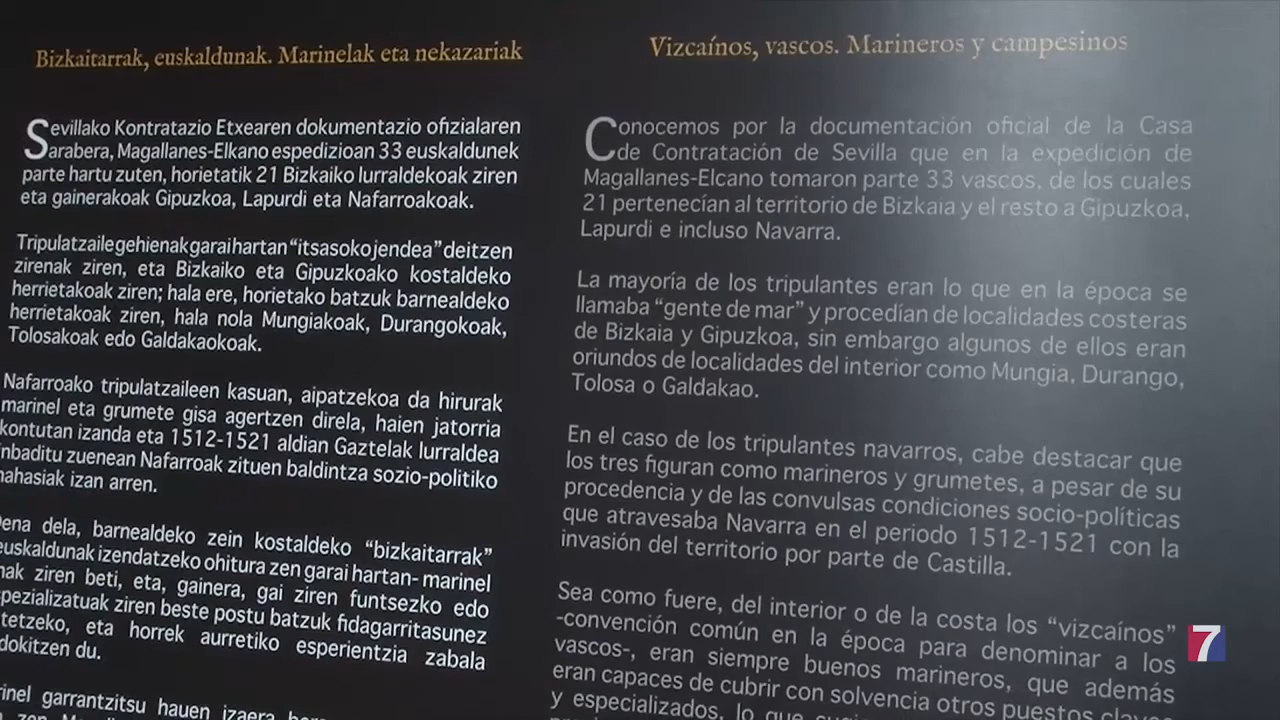 Bizkaitarrak, euskaldunak. Marinelak eta nekazariak
Sevillako Kontratazio Etxearen dokumentazio ofizialaren
arabera, Magallanes-Elkano espedizioan 33 euskaldunek
parte hartu zuten, horietatik 21 Bizkaiko lurraldekoak ziren
eta gainerakoak Gipuzkoa, Lapurdi eta Nafarroakoak.
Tripulatzaile gehienak garai hartan “itsasoko jendea” deitzen
zirenak ziren, eta Bizkaiko eta Gipuzkoako kostaldeko
herrietakoak ziren; hala ere, horietako batzuk barnealdeko
herrietakoak ziren, hala nola Mungiakoak, Durangokoak,
Tolosakoak edo Galdakaokoak.
Nafarroako tripulatzaileen kasuan, aipatzekoa da hirurak
marinel eta grumete gisa agertzen direla, haien jatorria
kontutan izanda eta 1512-1521 aldian Gaztelak lurraldea
inbaditu zuenean Nafarroak zituen baldintza sozio-politiko
nahasiak izan arren.
Dena dela, barnealdeko zein kostaldeko “bizkaitarrak”
euskaldunak izendatzeko ohitura zen garai hartan- marinel
nak ziren beti, eta, gainera, gai ziren funtsezko edo
spezializatuak ziren beste postu batzuk fidagarritasunez
tetzeko, eta horrek aurretiko esperientzia zabala
dokitzen du.
rinel garrantzitsu hauen izaera
Vizcaínos, vascos. Marineros y campesinos
Conocemos por la documentación oficial de la Casa
de Contratación de Sevilla que en la expedición de
Magallanes-Elcano tomaron parte 33 vascos, de los cuales
21 pertenecían al territorio de Bizkaia y el resto a Gipuzkoa,
Lapurdi e incluso Navarra.
La mayoría de los tripulantes eran lo que en la época se
llamaba “gente de mar” y procedían de localidades costeras
de Bizkaia y Gipuzkoa, sin embargo algunos de ellos eran
oriundos de localidades del interior como Mungia, Durango,
Tolosa o Galdakao.
En el caso de los tripulantes navarros, cabe destacar que
los tres figuran como marineros y grumetes, a pesar de su
procedencia y de las convulsas condiciones socio-políticas
que atravesaba Navarra en el periodo 1512-1521 con la
invasión del territorio por parte de Castilla.
Sea como fuere, del interior o de la costa los “vizcaínos”
-convención común en la época para denominar a los
vascos-, eran siempre buenos marineros, que además
eran capaces de cubrir con solvencia otros puestos claves
y especializados, lo que
7